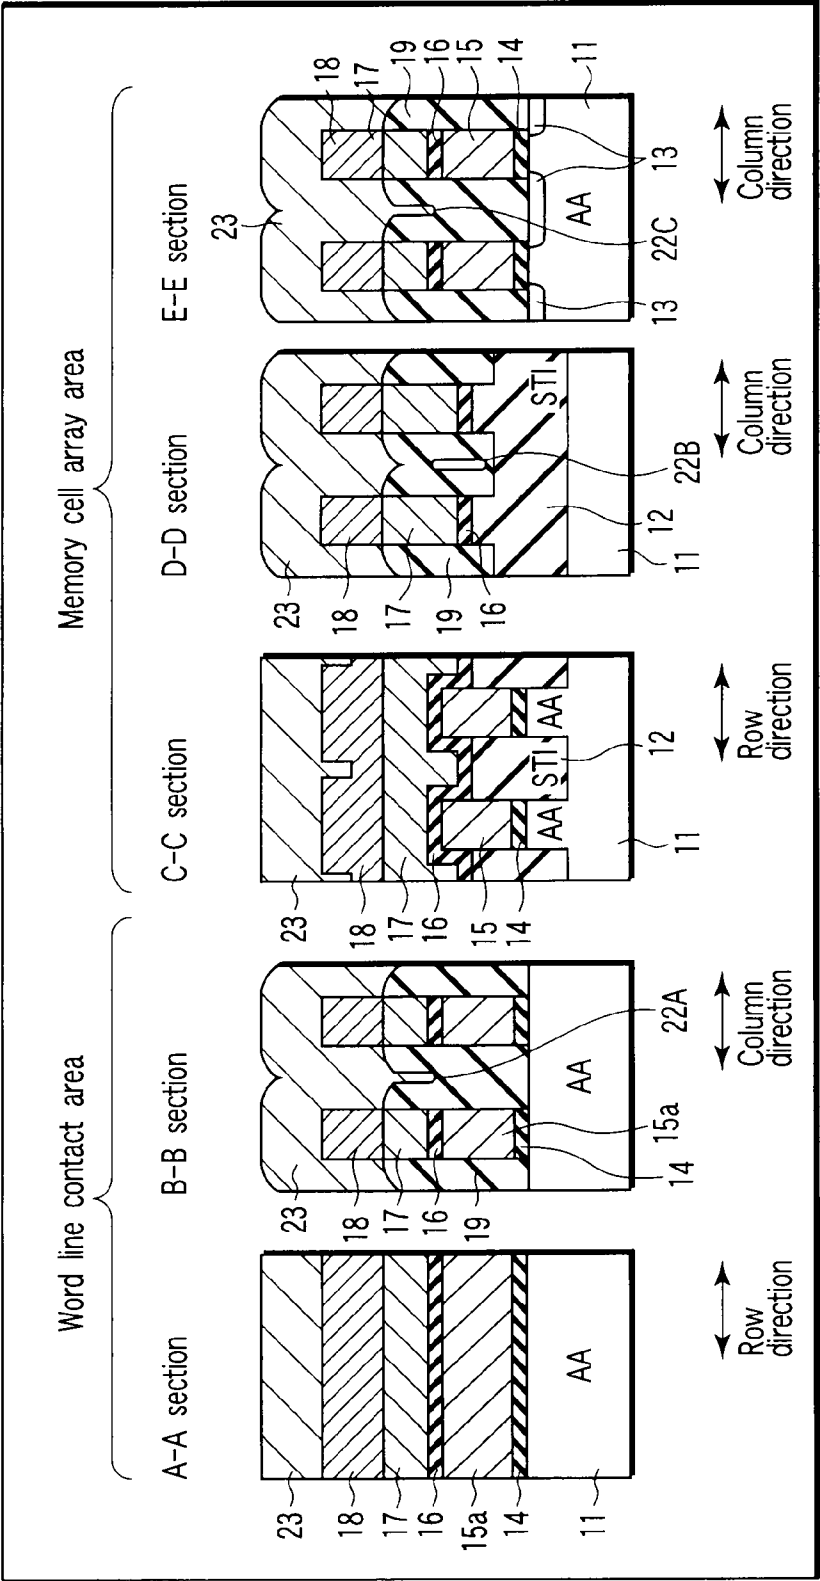 Word line contact area
Memory cell array area
A-A section
B-B section
C-C section
D-D section
E-E section
23
18
17
16
15a
14
11
AA
Row direction
23
18
17
16
19
14
15a
22A
AA
Column direction
23
18
17
16
15
14
11
12
AA
STI
AA
Row direction
23
18
17
19
16
11
12
22B
STI
Column direction
23
18
17
19
16
15
14
11
13
22C
13
AA
Column direction